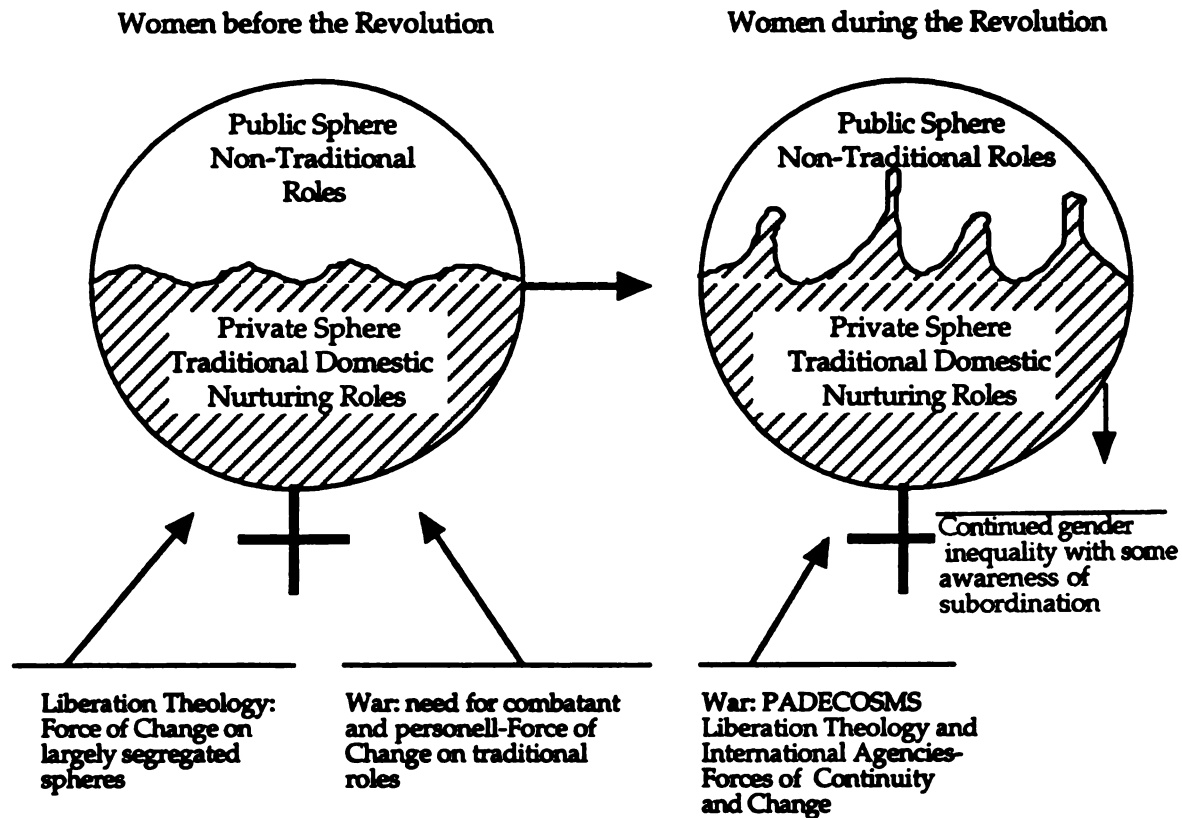 Women before the Revolution
Public Sphere
Non-Traditional
Roles
Private Sphere
Traditional Domestic
Nurturing Roles
Liberation Theology:
Force of Change on
largely segregated
spheres
War: need for combatant
and personell-Force of
Change on traditional
roles
Women during the Revolution
Public Sphere
Non-Traditional Roles
Private Sphere
Traditional Domestic
Nurturing Roles
Continued gender
inequality with some
awareness of
subordination
War: PADECOSMS
Liberation Theology and
International Agencies-
Forces of Continuity
and Change